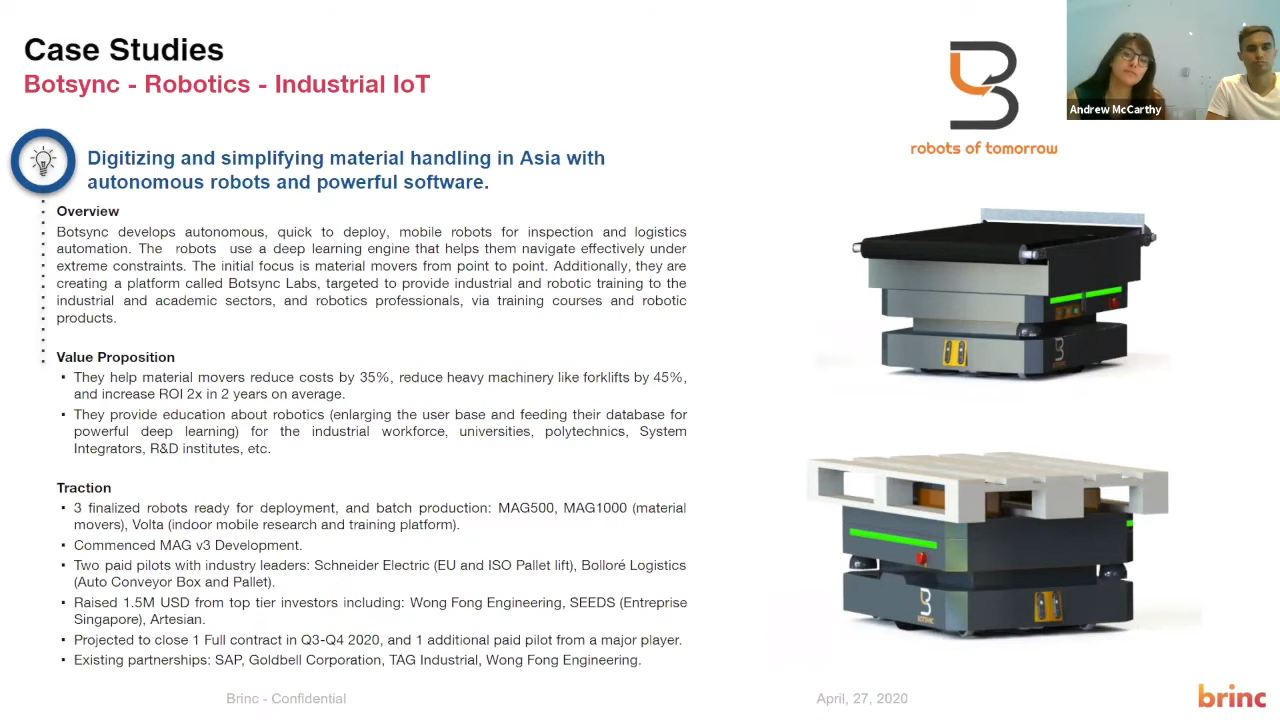 Case Studies
Botsync - Robotics - Industrial IoT
robots of tomorrow
Andrew McCarthy
Digitizing and simplifying material handling in Asia with
autonomous robots and powerful software.
Overview
Botsync develops autonomous, quick to deploy, mobile robots for inspection and logistics
automation. The robots use a deep learning engine that helps them navigate effectively under
extreme constraints. The initial focus is material movers from point to point. Additionally, they are
creating a platform called Botsync Labs, targeted to provide industrial and robotic training to the
industrial and academic sectors, and robotics professionals, via training courses and robotic
products.
Value Proposition
▪ They help material movers reduce costs by 35%, reduce heavy machinery like forklifts by 45%,
and increase ROI 2x in 2 years on average.
▪ They provide education about robotics (enlarging the user base and feeding their database for
powerful deep learning) for the industrial workforce, universities, polytechnics, System
Integrators, R&D institutes, etc.
Traction
▪ 3 finalized robots ready for deployment, and batch production: MAG500, MAG1000 (material
movers), Volta (indoor mobile research and training platform).
▪ Commenced MAG v3 Development.
▪ Two paid pilots with industry leaders: Schneider Electric (EU and ISO Pallet lift), Bolloré Logistics
(Auto Conveyor Box and Pallet).
▪ Raised 1.5M USD from top tier investors including: Wong Fong Engineering, SEEDS (Entreprise
Singapore), Artesian.
▪ Projected to close 1 Full contract in Q3-Q4 2020, and 1 additional paid pilot from a major player.
▪ Existing partnerships: SAP, Goldbell Corporation, TAG Industrial, Wong Fong Engineering.
Brinc - Confidential
April, 27, 2020
brinc